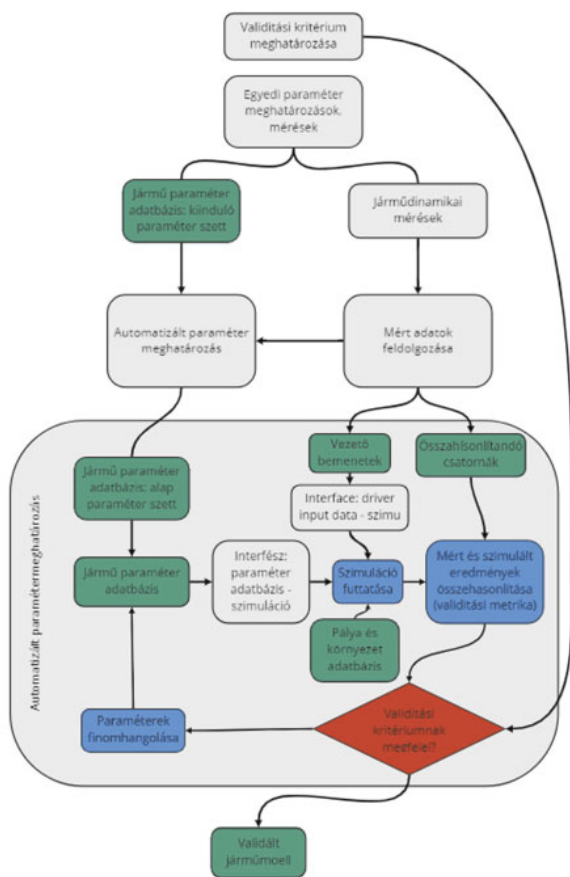 Validitási kritérium
meghatározása
Egyedi paraméter
meghatározások,
mérések
Jármű paraméter
adatbázis: kiinduló
paraméter szett
Járműdinamikai
mérések
Automatizált paraméter
meghatározás
Mért adatok
feldolgozása
Vezető
bemenetek
Összahlsonlítandó
csatornák
Jármű paraméter
adatbázis: alap
paraméter szett
Interface: driver
input data - szimu
Jármű paraméter
adatbázis
Interfész:
paraméter
adatbázis -
szimuláció
Szimuláció
futtatása
Mért és szimulált
eredmények
összehasonlítása
(validitási metrika)
Pálya és
környezet
adatbázis
Automatizált paramétermeghatározás
Paraméterek
finomhangolása
Validitási
kritériumnak
megfelel?
Validált
járműmoell